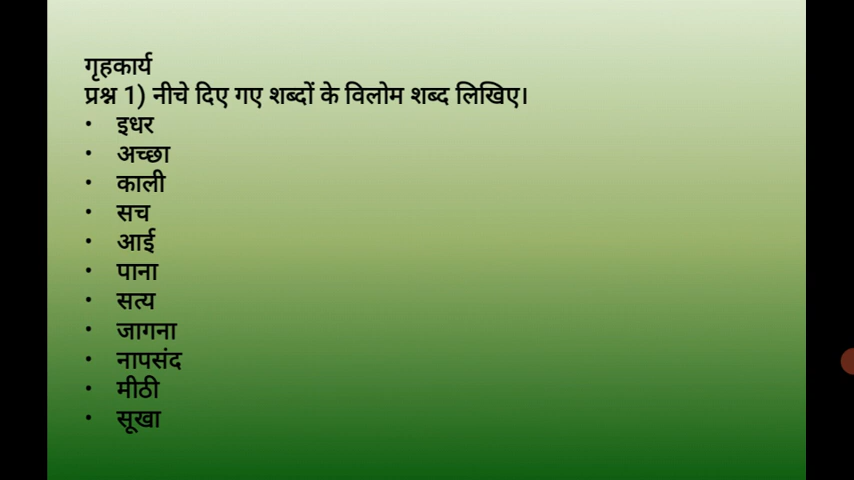 गृहकार्य
प्रश्न 1) नीचे दिए गए शब्दों के विलोम शब्द लिखिए।
• इधर
• अच्छा
• काली
• सच
• आई
• पाना
• सत्य
• जागना
• नापसंद
• मीठी
• सूखा